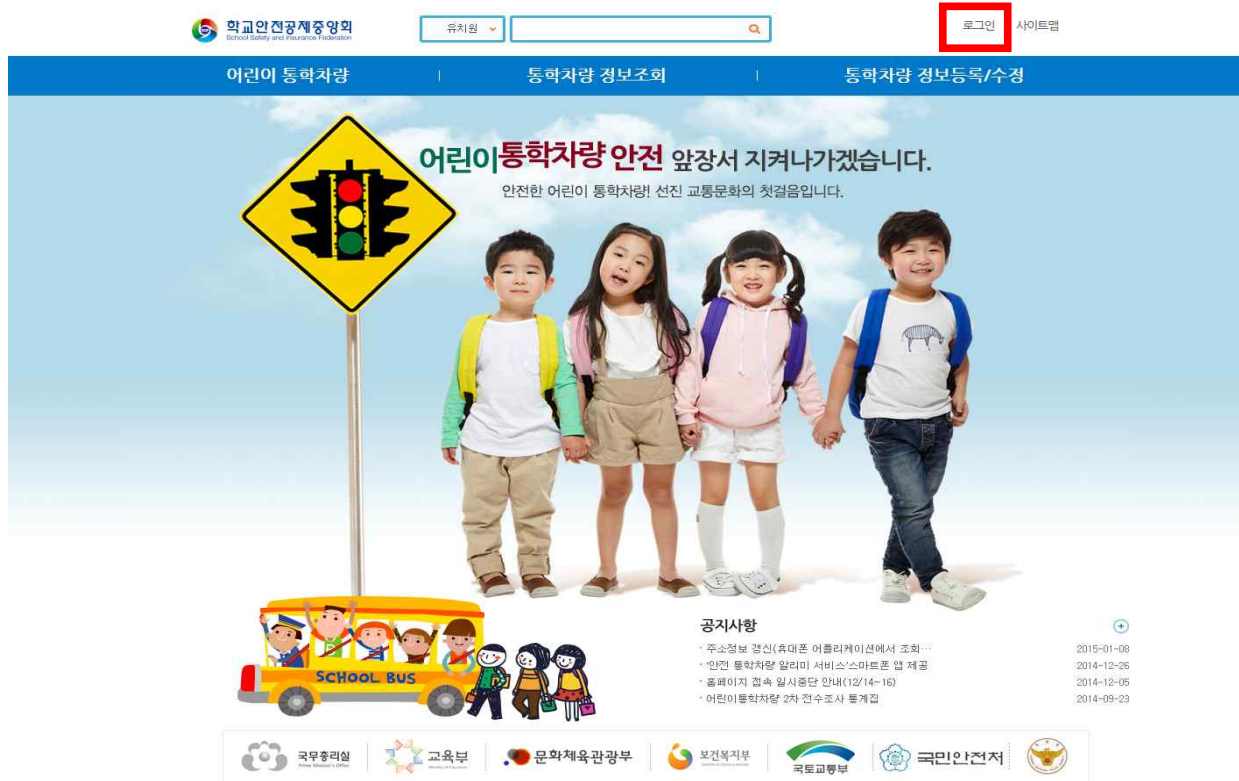 학교안전공제중앙회
School Safety and Insurance Federation
유치원
로그인
사이트맵
어린이 통학차량
통학차량 정보조회
통학차량 정보등록/수정
어린이통학차량 안전 앞장서 지켜나가겠습니다.
안전한 어린이 통학차량! 선진 교통문화의 첫걸음입니다.
SCHOOL BUS
공지사항
· 주소정보 갱신(휴대폰 어플리케이션에서 조회… 2015-01-08
· '안전 통학차량 알리미 서비스'스마트폰 앱 제공 2014-12-26
· 홈페이지 접속 일시중단 안내(12/14~16) 2014-12-05
· 어린이통학차량 2차 전수조사 통계집 2014-09-23
국무총리실
Prime Minister's Office
교육부
문화체육관광부
보건복지부
국토교통부
국민안전처